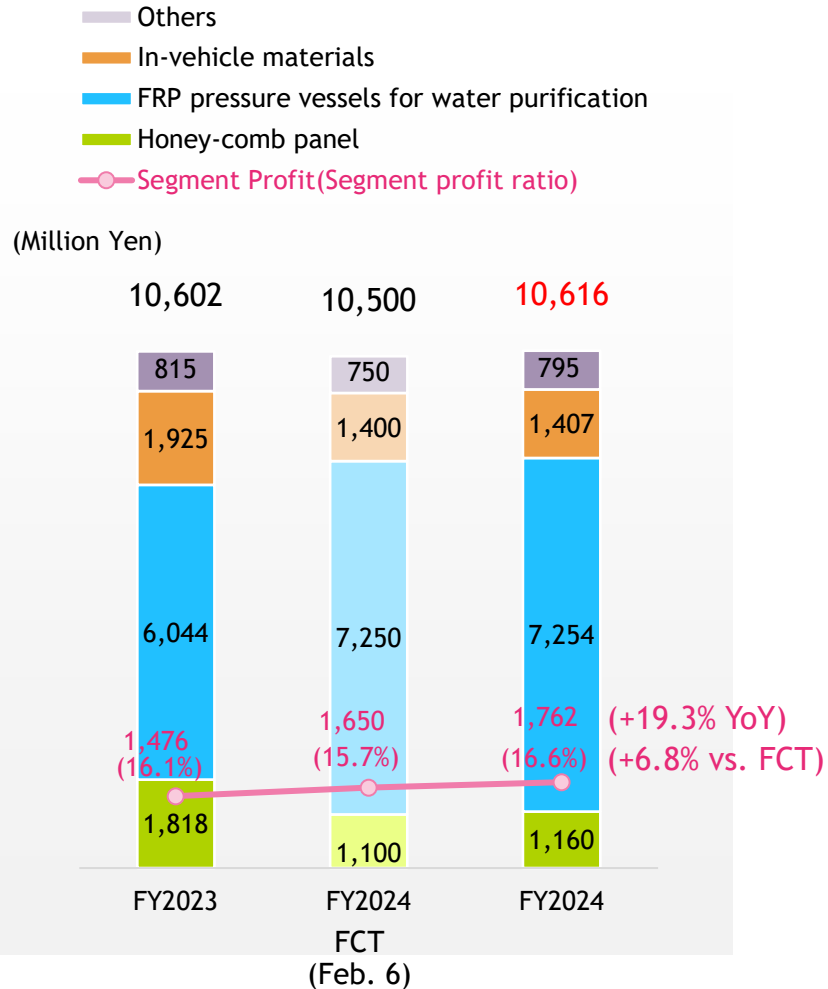 Others
In-vehicle materials
FRP pressure vessels for water purification
Honey-comb panel
Segment Profit(Segment profit ratio)
(Million Yen)
10,602
10,500
10,616
815
750
795
1,925
1,400
1,407
6,044
7,250
7,254
1,476
(16.1%)
1,650
(15.7%)
1,762
(16.6%)
(+19.3% YoY)
(+6.8% vs. FCT)
1,818
1,100
1,160
FY2023
FY2024
FY2024
FCT
(Feb. 6)